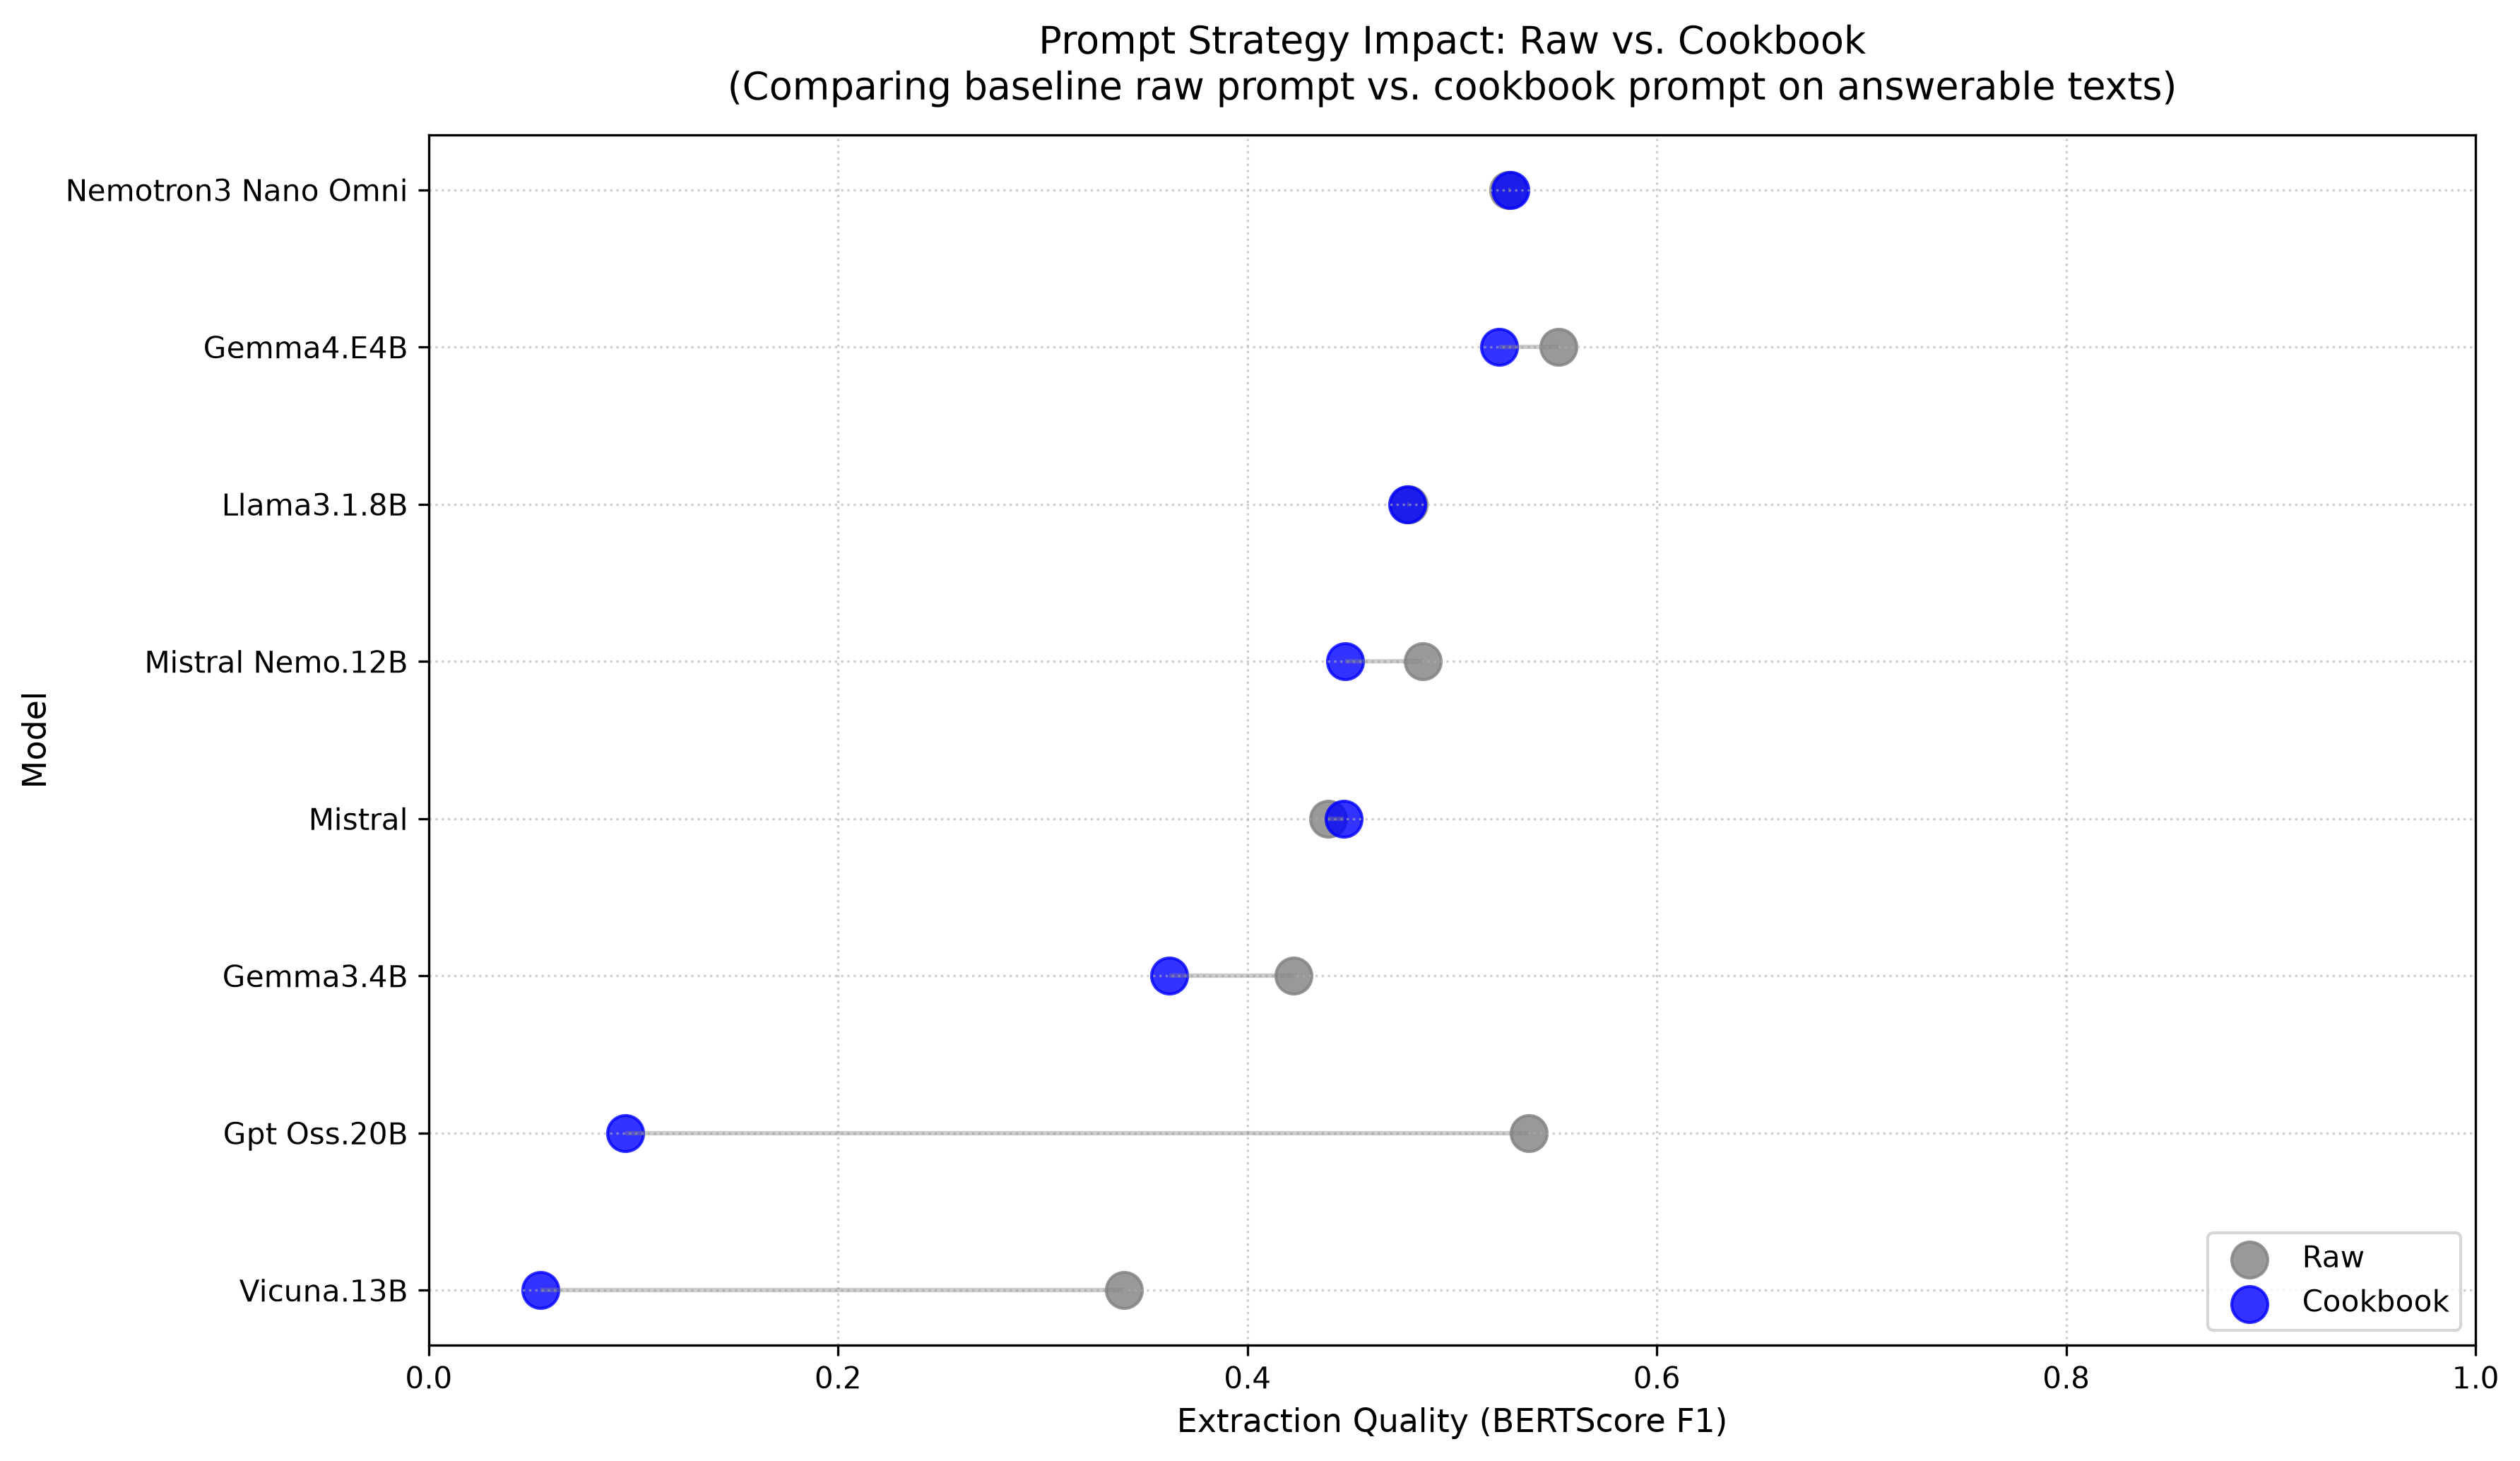 Prompt Strategy Impact: Raw vs. Cookbook
(Comparing baseline raw prompt vs. cookbook prompt on answerable texts)
Model
Nemotron3 Nano Omni
Gemma4.E4B
Llama3.1.8B
Mistral Nemo.12B
Mistral
Gemma3.4B
Gpt Oss.20B
Vicuna.13B
Raw
Cookbook
0.0 0.2 0.4 0.6 0.8 1.0
Extraction Quality (BERTScore F1)